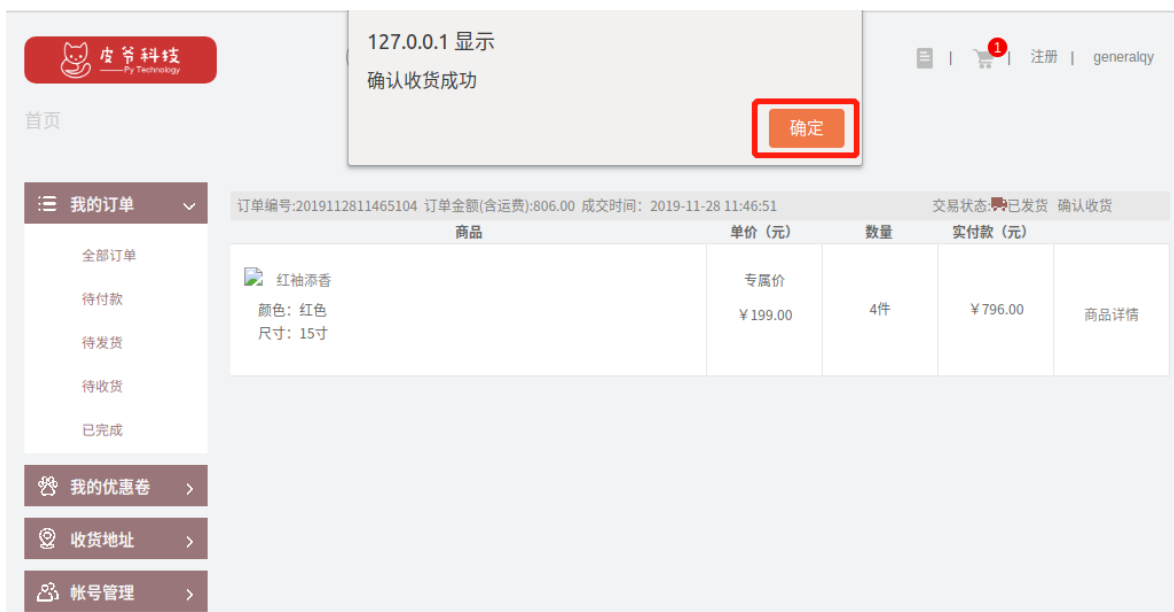 127.0.0.1 显示
确认收货成功
确定
皮爷科技
Py Technology
1
| | 注册 | generalqy
首页
我的订单
订单编号:2019112811465104 订单金额(含运费):806.00 成交时间：2019-11-28 11:46:51 交易状态:已发货 确认收货
商品 单价（元） 数量 实付款（元）
全部订单
待付款
待发货
待收货
已完成
红袖添香
颜色：红色
尺寸：15寸
专属价
￥199.00
4件
￥796.00
商品详情
我的优惠卷
收货地址
帐号管理